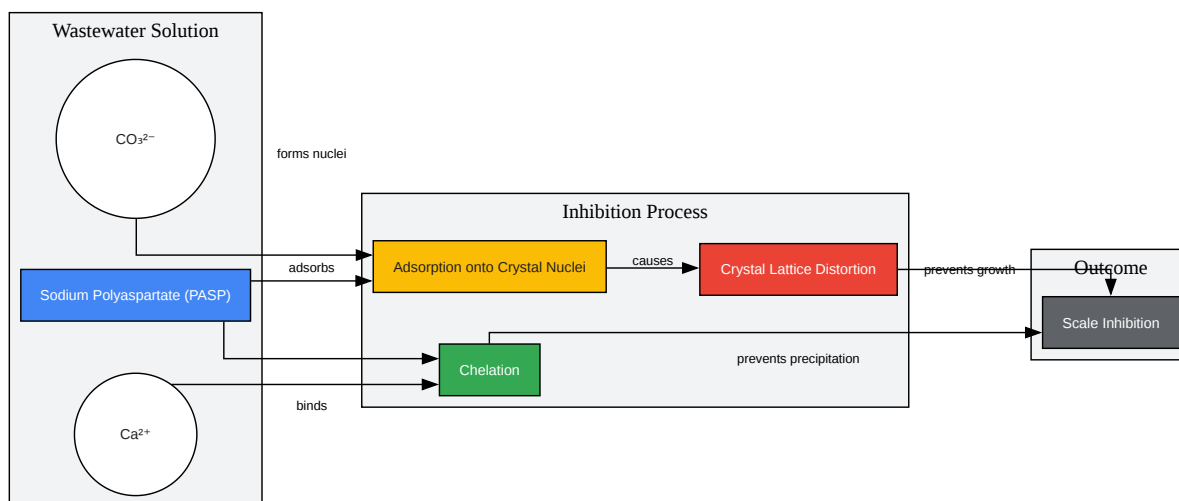 Wastewater Solution
CO₃²⁻
forms nuclei
Inhibition Process
adsorbs
Adsorption onto Crystal Nuclei
causes
Crystal Lattice Distortion
prevents growth
Outcome
Sodium Polyaspartate (PASP)
Scale Inhibition
Chelation
prevents precipitation
binds
Ca²⁺